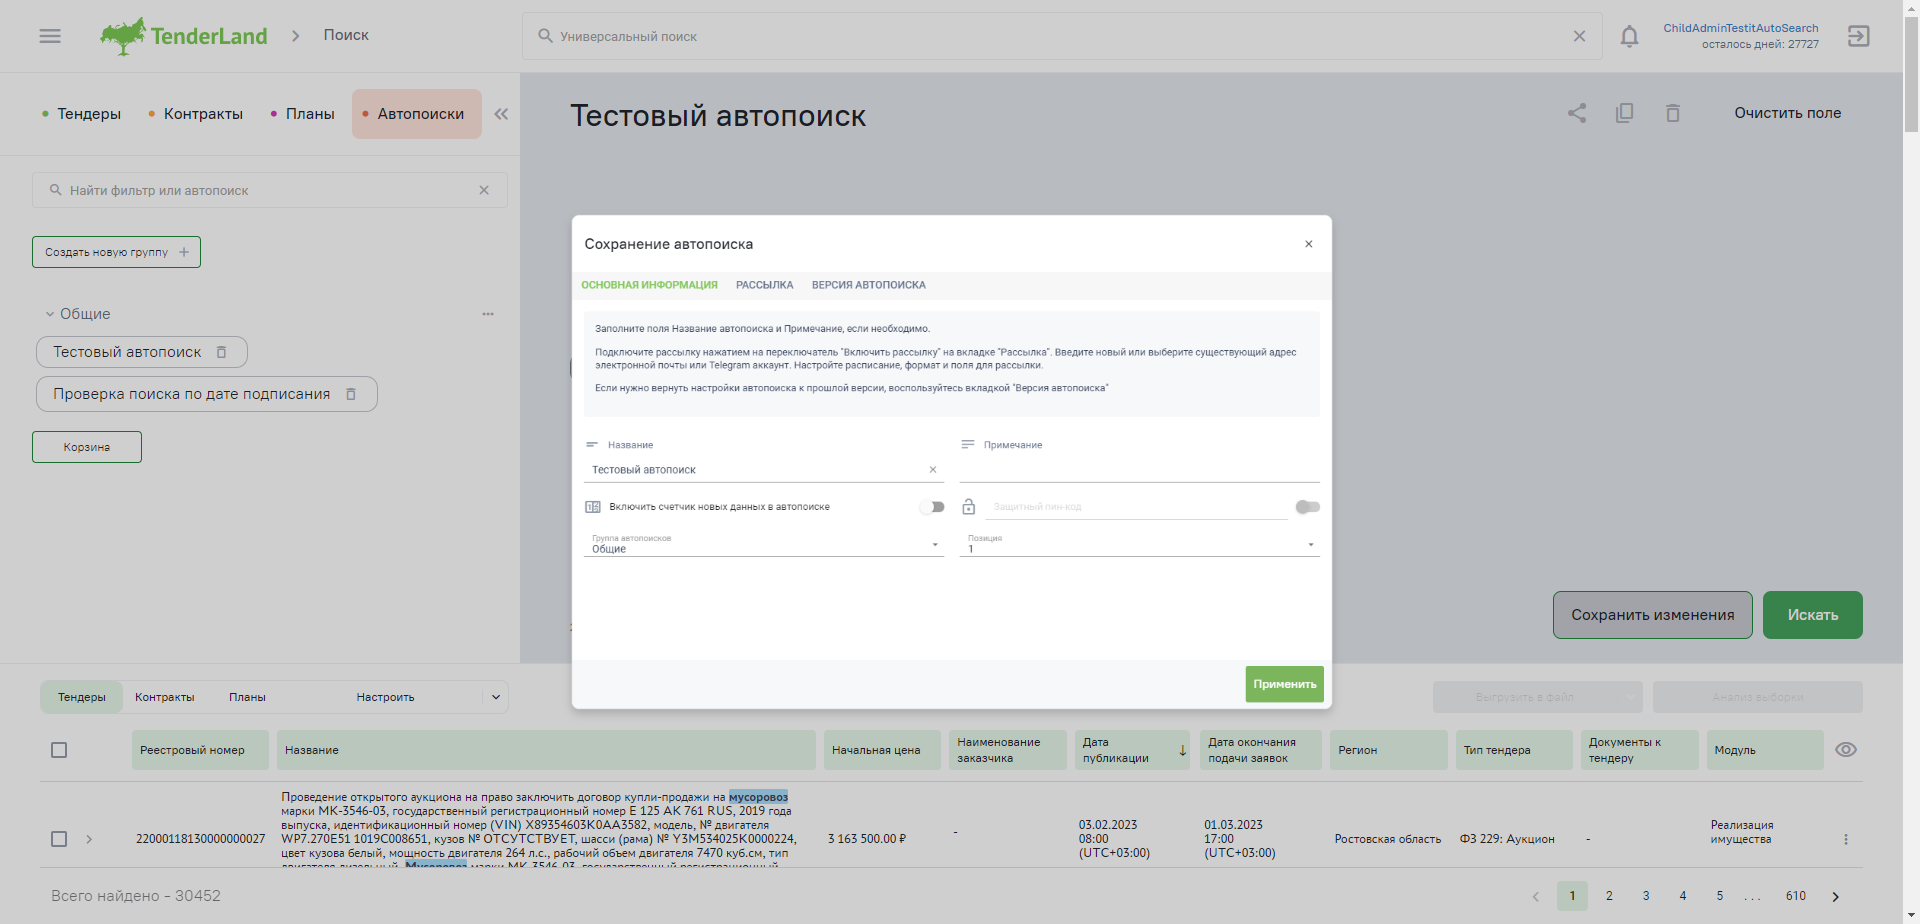 TenderLand
Поиск
Универсальный поиск
ChildAdminTestitAutoSearch
осталось дней: 27727
Тендеры
Контракты
Планы
Автопоиски
Тестовый автопоиск
Очистить поле
Найти фильтр или автопоиск
Создать новую группу
Общие
Тестовый автопоиск
Проверка поиска по дате подписания
Корзина
Сохранение автопоиска
ОСНОВНАЯ ИНФОРМАЦИЯ
РАССЫЛКА
ВЕРСИЯ АВТОПОИСКА
Заполните поля Название автопоиска и Примечание, если необходимо.
Подключите рассылку нажатием на переключатель "Включить рассылку" на вкладке "Рассылка". Введите новый или выберите существующий адрес
электронной почты или Telegram аккаунт. Настройте расписание, формат и поля для рассылки.
Если нужно вернуть настройки автопоиска к прошлой версии, воспользуйтесь вкладкой "Версия автопоиска"
Название
Примечание
Тестовый автопоиск
Включить счетчик новых данных в автопоиске
Защитный пин-код
Группа автопоисков
Общие
Позиция
1
Применить
Сохранить изменения
Искать
Тендеры
Контракты
Планы
Настроить
Выгрузить в файл
Анализ выборки
Реестровый номер
Название
Начальная цена
Наименование
заказчика
Дата
публикации
Дата окончания
подачи заявок
Регион
Тип тендера
Документы к
тендеру
Модуль
22000118130000000027
Проведение открытого аукциона на право заключить договор купли-продажи на мусоровоз
марки МК-3546-03, государственный регистрационный номер Е 125 АК 761 RUS, 2019 года
выпуска, идентификационный номер (VIN) X89354603K0AA3582, модель, № двигателя
WP7.270E51 1019C008651, кузов № ОТСУТСТВУЕТ, шасси (рама) № Y3M534025K0000224,
цвет кузова белый, мощность двигателя 264 л.с., рабочий объем двигателя 7470 куб.см, тип
двигателя дизельный. Мусоровоз марки МК-3546-03, государственный регистрационный
3 163 500.00 ₽
-
03.02.2023
08:00
(UTC+03:00)
01.03.2023
17:00
(UTC+03:00)
Ростовская область
ФЗ 229: Аукцион
-
Реализация
имущества
Всего найдено - 30452
1 2 3 4 5 ... 610